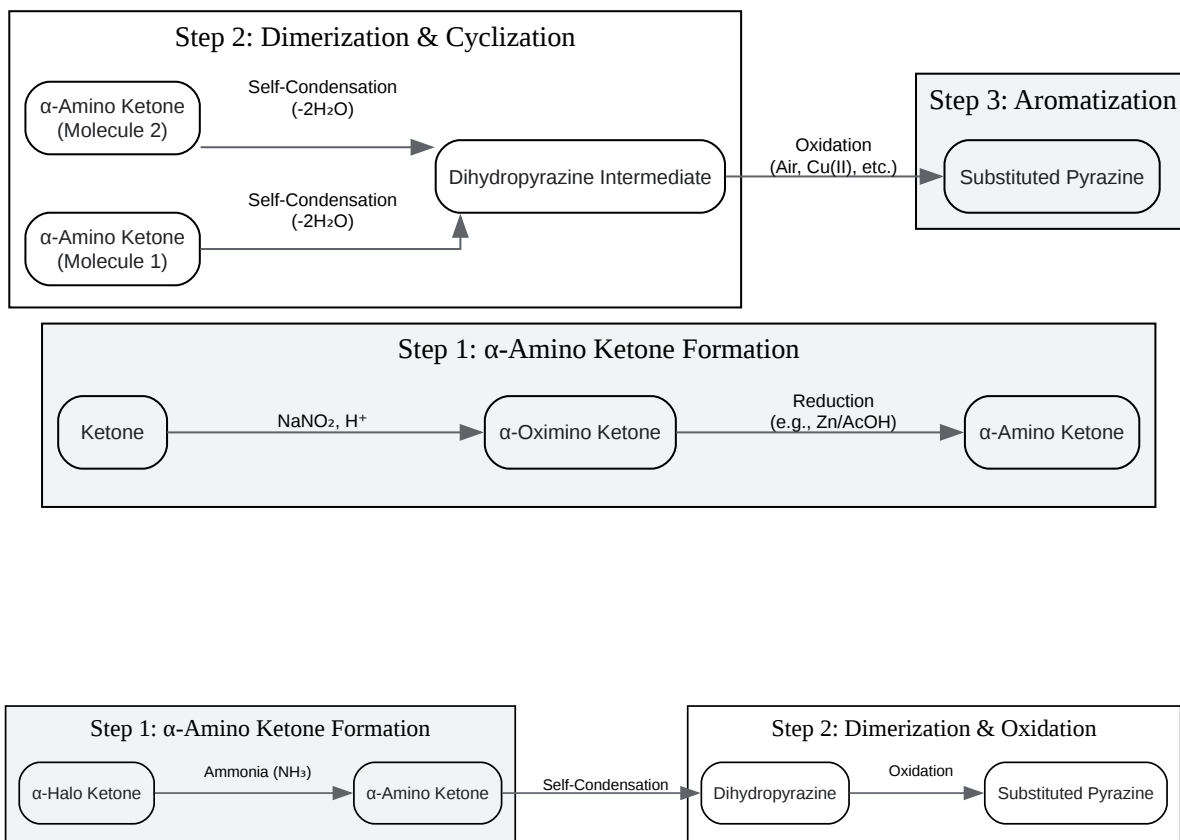 Step 2: Dimerization & Cyclization
α-Amino Ketone
(Molecule 2)
Self-Condensation
(-2H₂O)
α-Amino Ketone
(Molecule 1)
Self-Condensation
(-2H₂O)
Dihydropyrazine Intermediate
Oxidation
(Air, Cu(II), etc.)
Step 3: Aromatization
Substituted Pyrazine
Step 1: α-Amino Ketone Formation
Ketone
NaNO₂, H⁺
α-Oximino Ketone
Reduction
(e.g., Zn/AcOH)
α-Amino Ketone
Step 1: α-Amino Ketone Formation
α-Halo Ketone
Ammonia (NH₃)
α-Amino Ketone
Self-Condensation
Step 2: Dimerization & Oxidation
Dihydropyrazine
Oxidation
Substituted Pyrazine